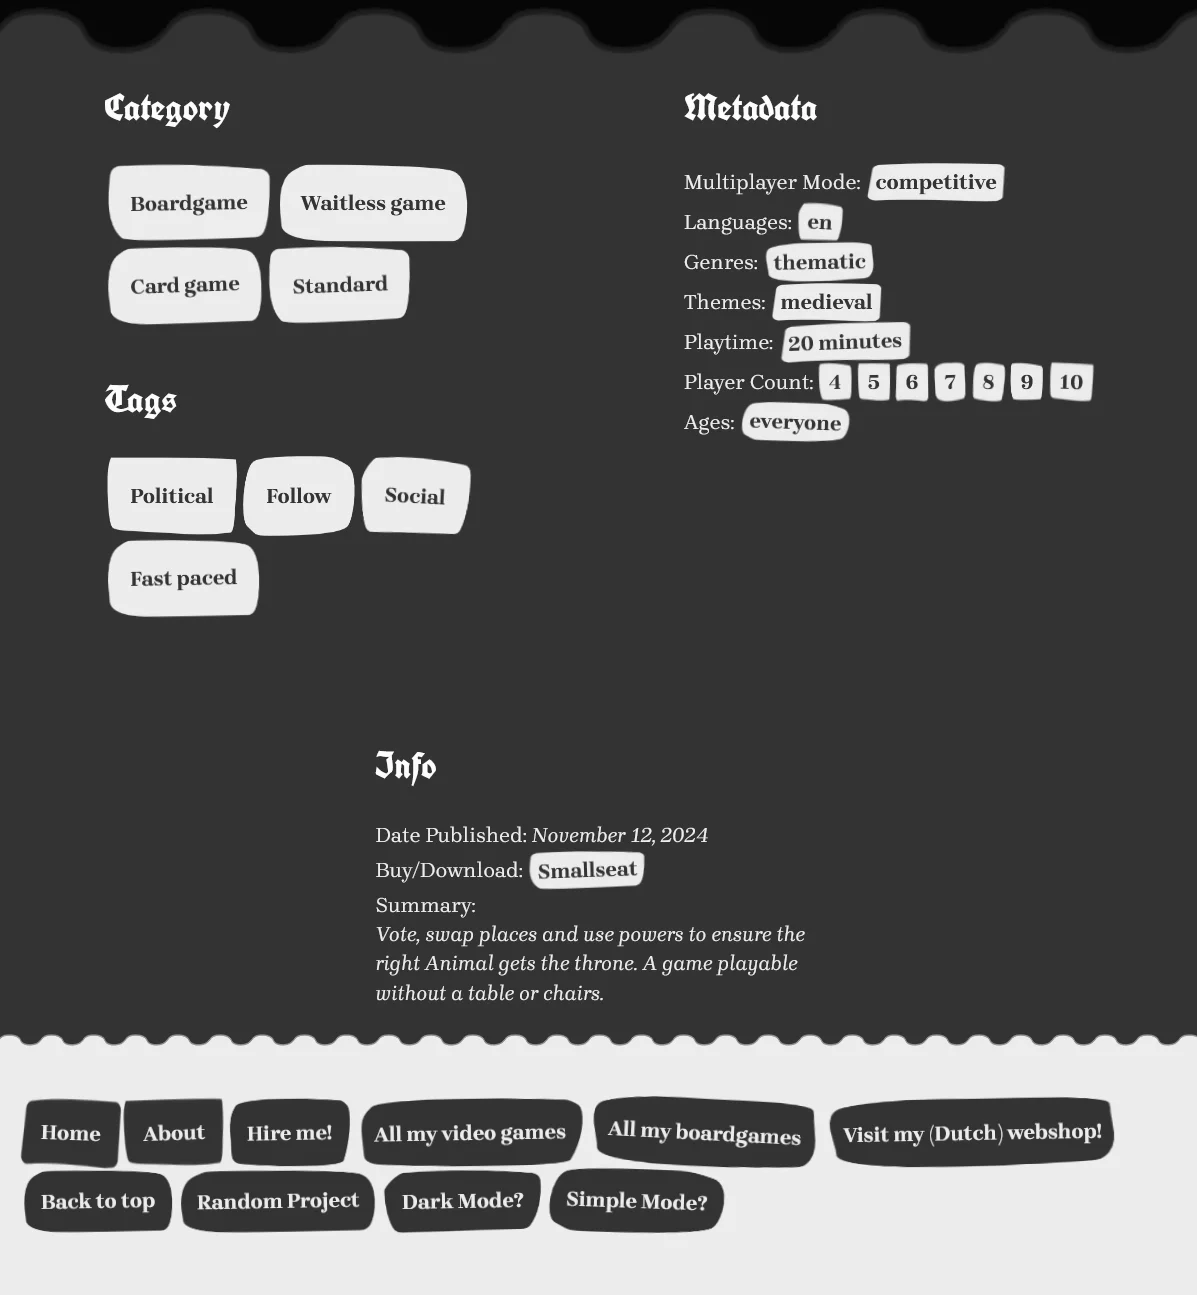 Category
Boardgame Waitless game
Card game Standard
Tags
Political Follow Social
Fast paced
Metadata
Multiplayer Mode: competitive
Languages: en
Genres: thematic
Themes: medieval
Playtime: 20 minutes
Player Count: 4 5 6 7 8 9 10
Ages: everyone
Info
Date Published: November 12, 2024
Buy/Download: Smallseat
Summary:
Vote, swap places and use powers to ensure the
right Animal gets the throne. A game playable
without a table or chairs.
Home About Hire me! All my video games All my boardgames Visit my (Dutch) webshop!
Back to top Random Project Dark Mode? Simple Mode?